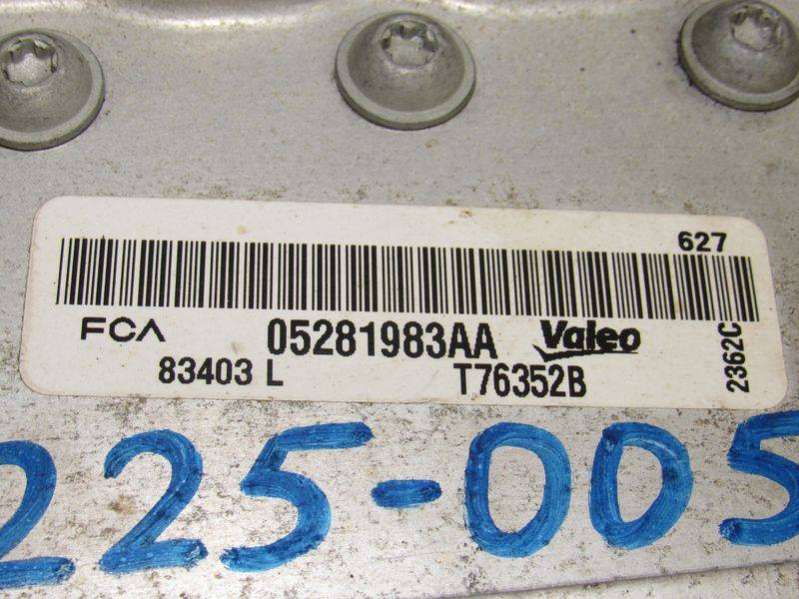 627
FCA 05281983AA Valeo
83403 L T76352B
2362C
225-005